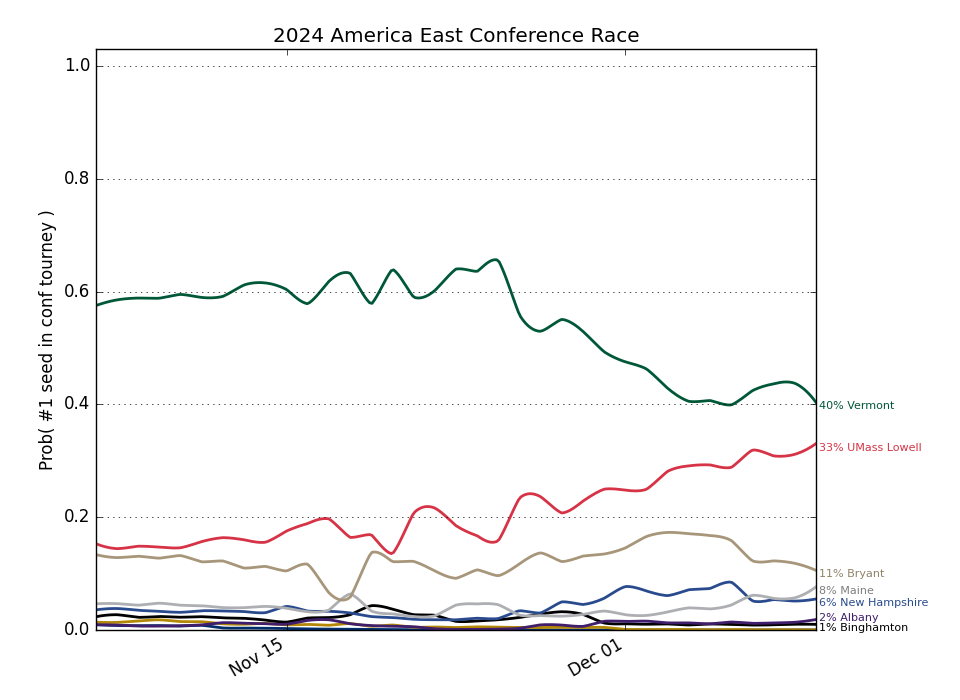 2024 America East Conference Race
Prob( #1 seed in conf tourney )
1.0
0.8
0.6
0.4
0.2
0.0
Nov 15
Dec 01
40% Vermont
33% UMass Lowell
11% Bryant
8% Maine
6% New Hampshire
2% Albany
1% Binghamton